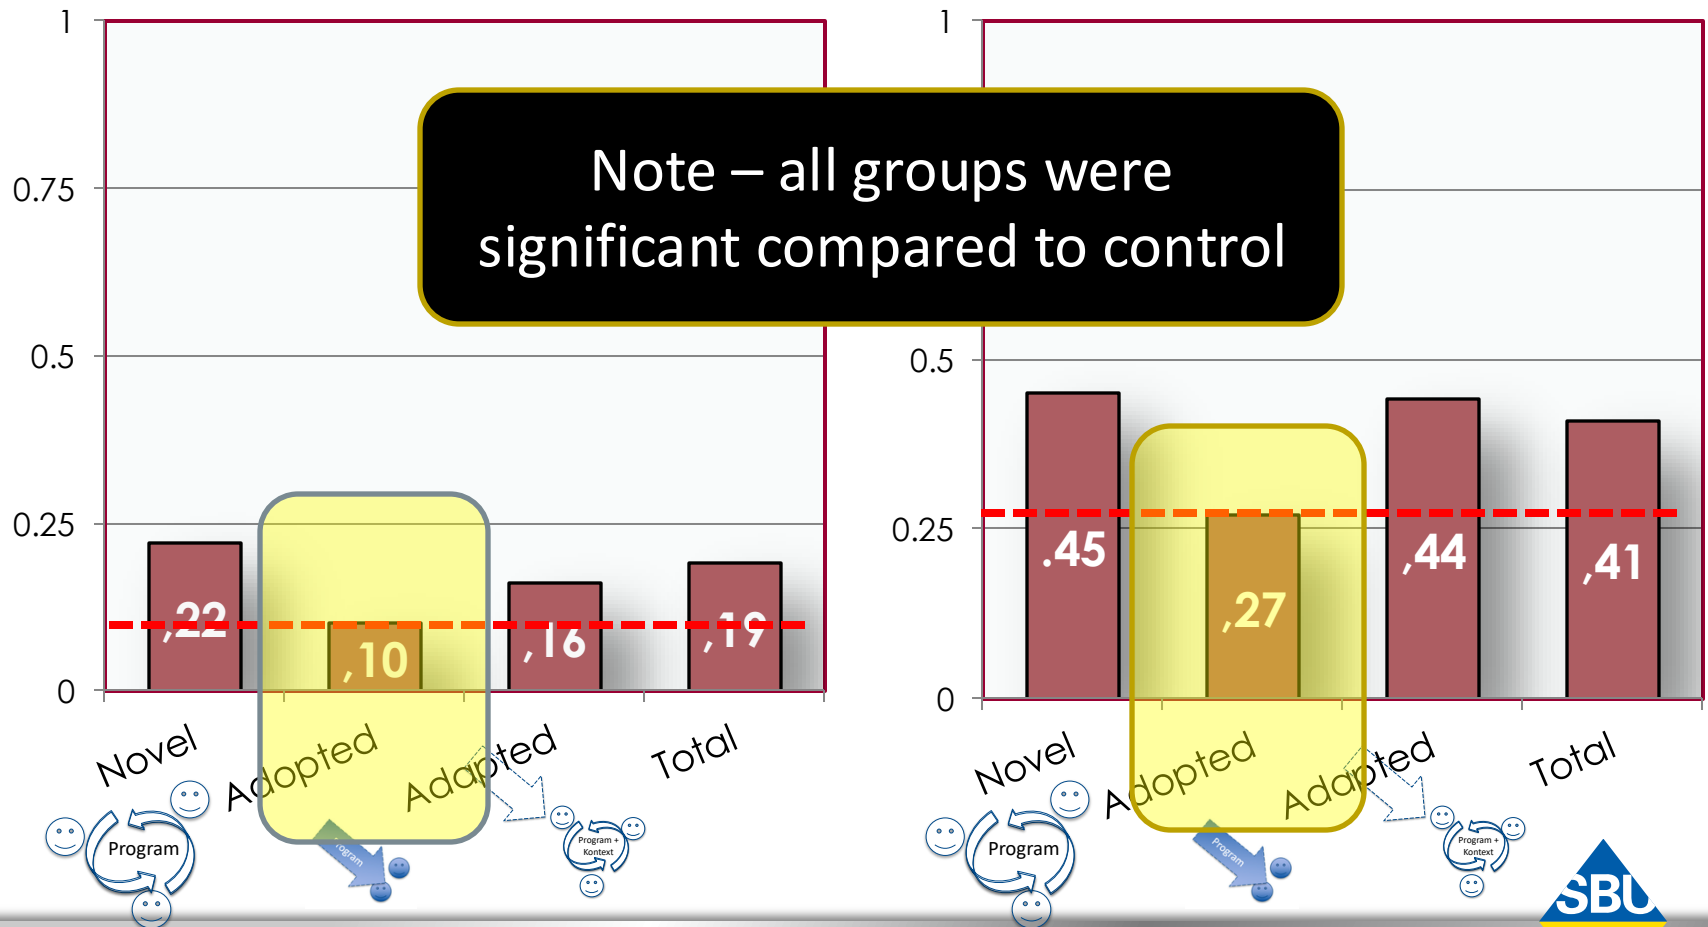 1
0.75
0.5
0.25
0
,22
,10
,16
,19
Novel
Adopted
Adapted
Total
Program
Program
Program +
Kontext
Note – all groups were
significant compared to control
1
0.5
0.25
0
.45
,27
,44
,41
Novel
Adopted
Adapted
Total
Program
Program
Program +
Kontext
SBU